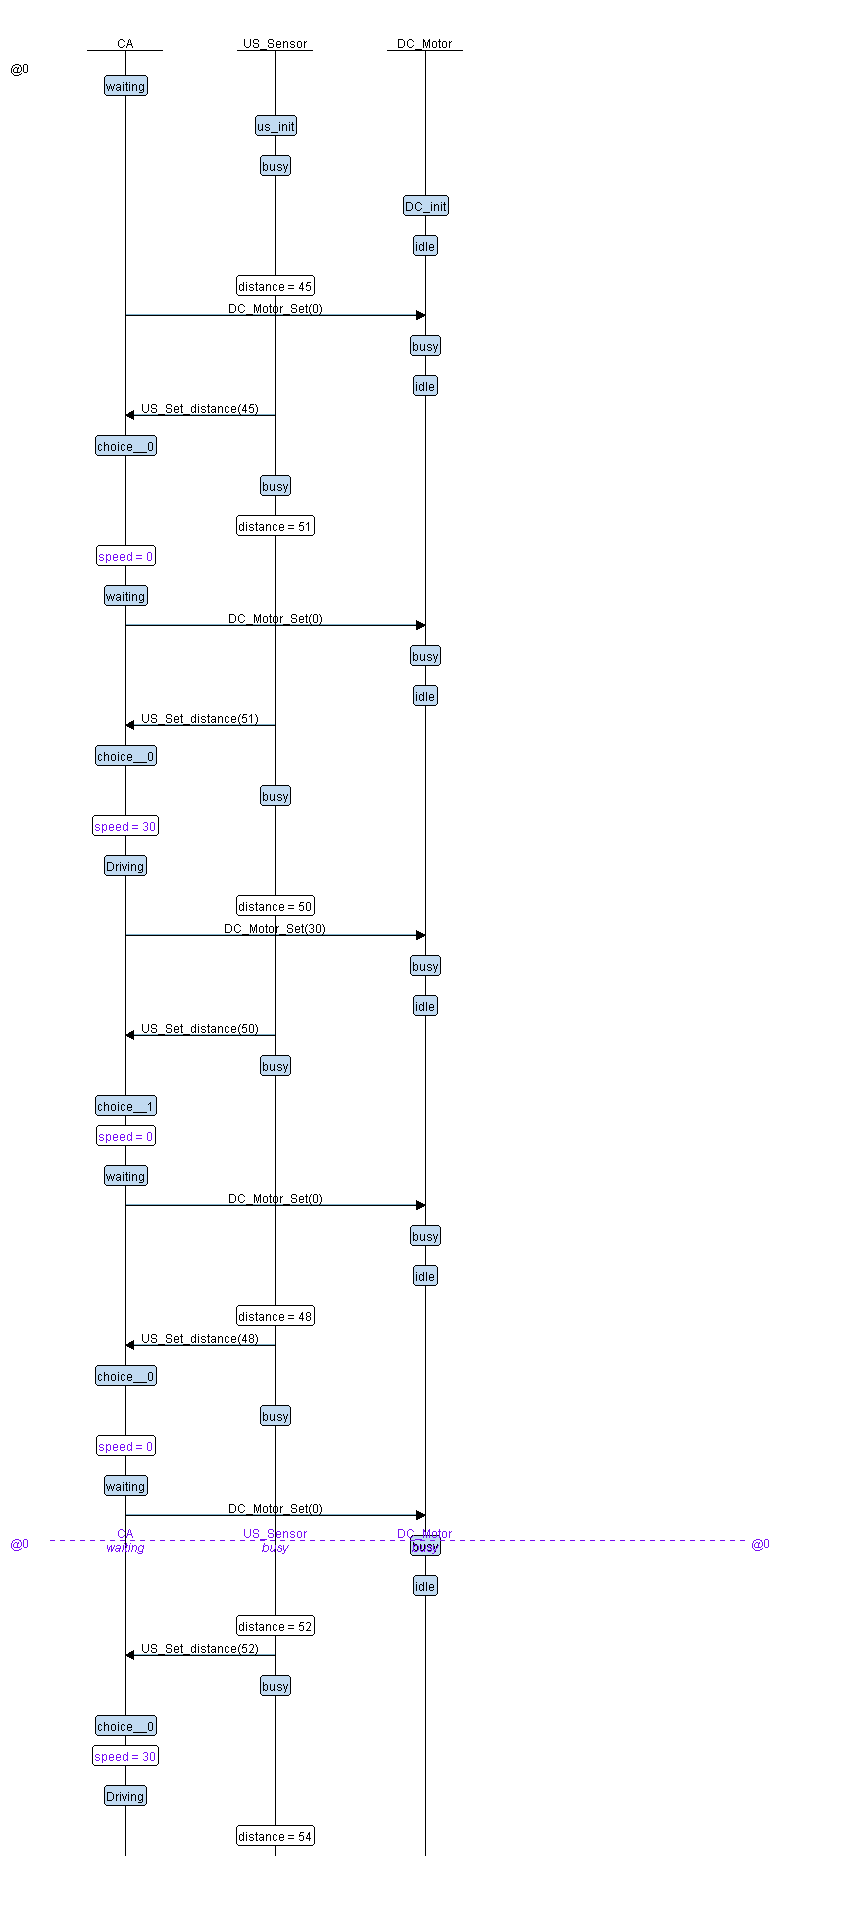 CA US_Sensor DC_Motor
@0
waiting
us_init
busy
DC_init
idle
distance = 45
DC_Motor_Set(0)
busy
idle
US_Set_distance(45)
choice__0
busy
distance = 51
speed = 0
waiting
DC_Motor_Set(0)
busy
idle
US_Set_distance(51)
choice__0
busy
speed = 30
Driving
distance = 50
DC_Motor_Set(30)
busy
idle
US_Set_distance(50)
busy
choice__1
speed = 0
waiting
DC_Motor_Set(0)
busy
idle
distance = 48
US_Set_distance(48)
choice__0
busy
speed = 0
waiting
DC_Motor_Set(0)
CA US_Sensor DC_Motor
@0 waiting busy busy @0
idle
distance = 52
US_Set_distance(52)
busy
choice__0
speed = 30
Driving
distance = 54